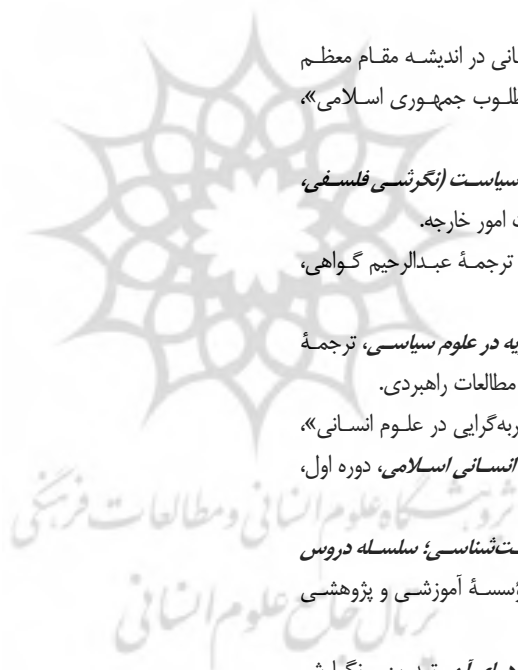 انی در اندیشه مقام معظم
طلوب جمهوری اسلامی»،
سیاست (نگرشی فلسفی،
ت امور خارجه.
ترجمهٔ عبدالرحیم گواهی،
یه در علوم سیاسی، ترجمهٔ
مطالعات راهبردی.
ربه‌گرایی در علوم انسانی»،
انسانی اسلامی، دوره اول،
پژوهشگاه علوم انسانی و مطالعات فرهنگی
ت‌شناسی؛ سلسله دروس
ؤسسهٔ آموزشی و پژوهشی
پرتال جامع علوم انسانی